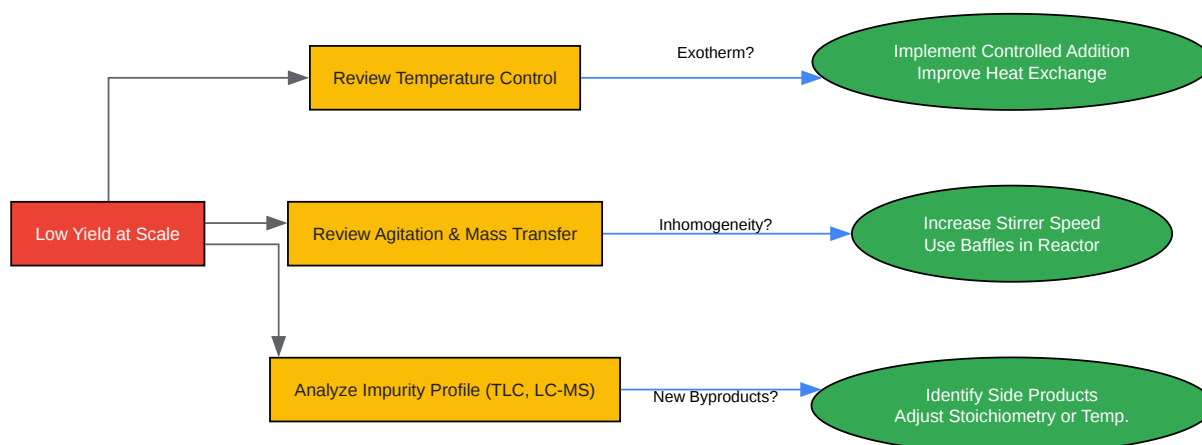 Exotherm?
Implement Controlled Addition
Improve Heat Exchange
Review Temperature Control
Low Yield at Scale
Review Agitation & Mass Transfer
Inhomogeneity?
Increase Stirrer Speed
Use Baffles in Reactor
Analyze Impurity Profile (TLC, LC-MS)
New Byproducts?
Identify Side Products
Adjust Stoichiometry or Temp.